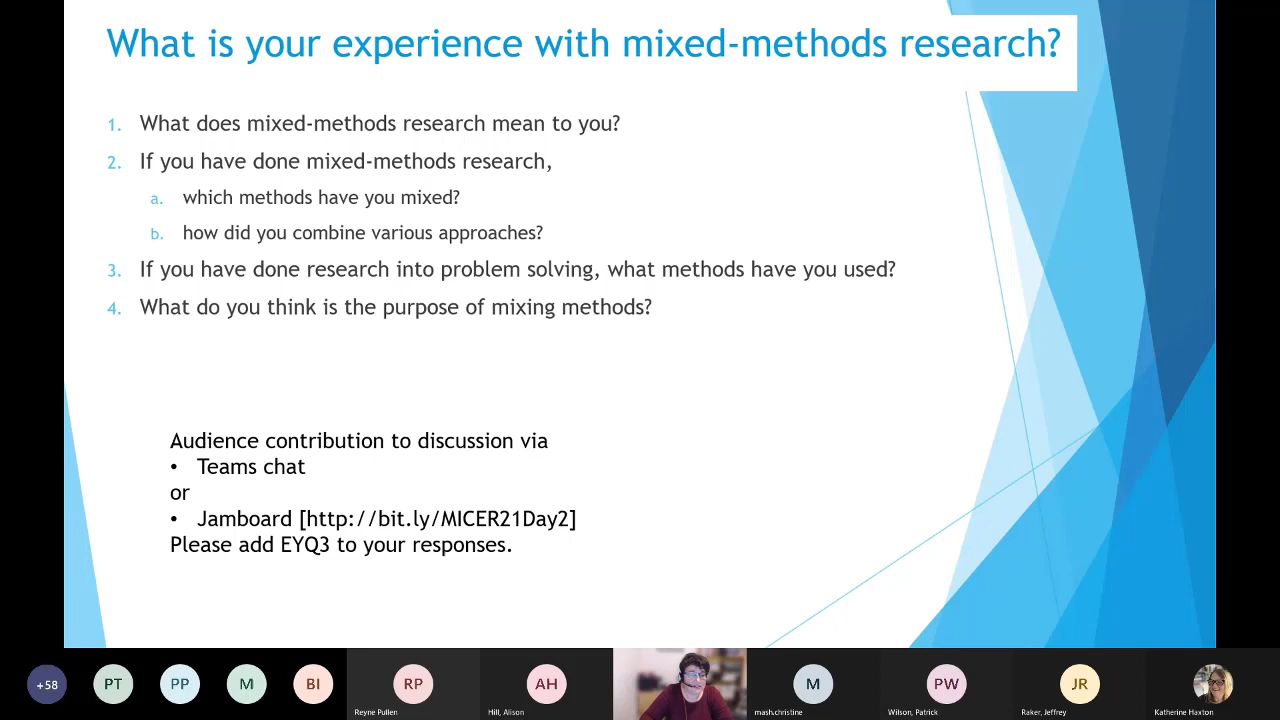 What is your experience with mixed-methods research?
1. What does mixed-methods research mean to you?
2. If you have done mixed-methods research,
a. which methods have you mixed?
b. how did you combine various approaches?
3. If you have done research into problem solving, what methods have you used?
4. What do you think is the purpose of mixing methods?
Audience contribution to discussion via
• Teams chat
or
• Jamboard [http://bit.ly/MICER21Day2]
Please add EYQ3 to your responses.
+58 PT PP M BI RP AH M PW JR
Reyne Pullen Hill, Alison mash.christine Wilson, Patrick Raker, Jeffrey Katherine Haxton